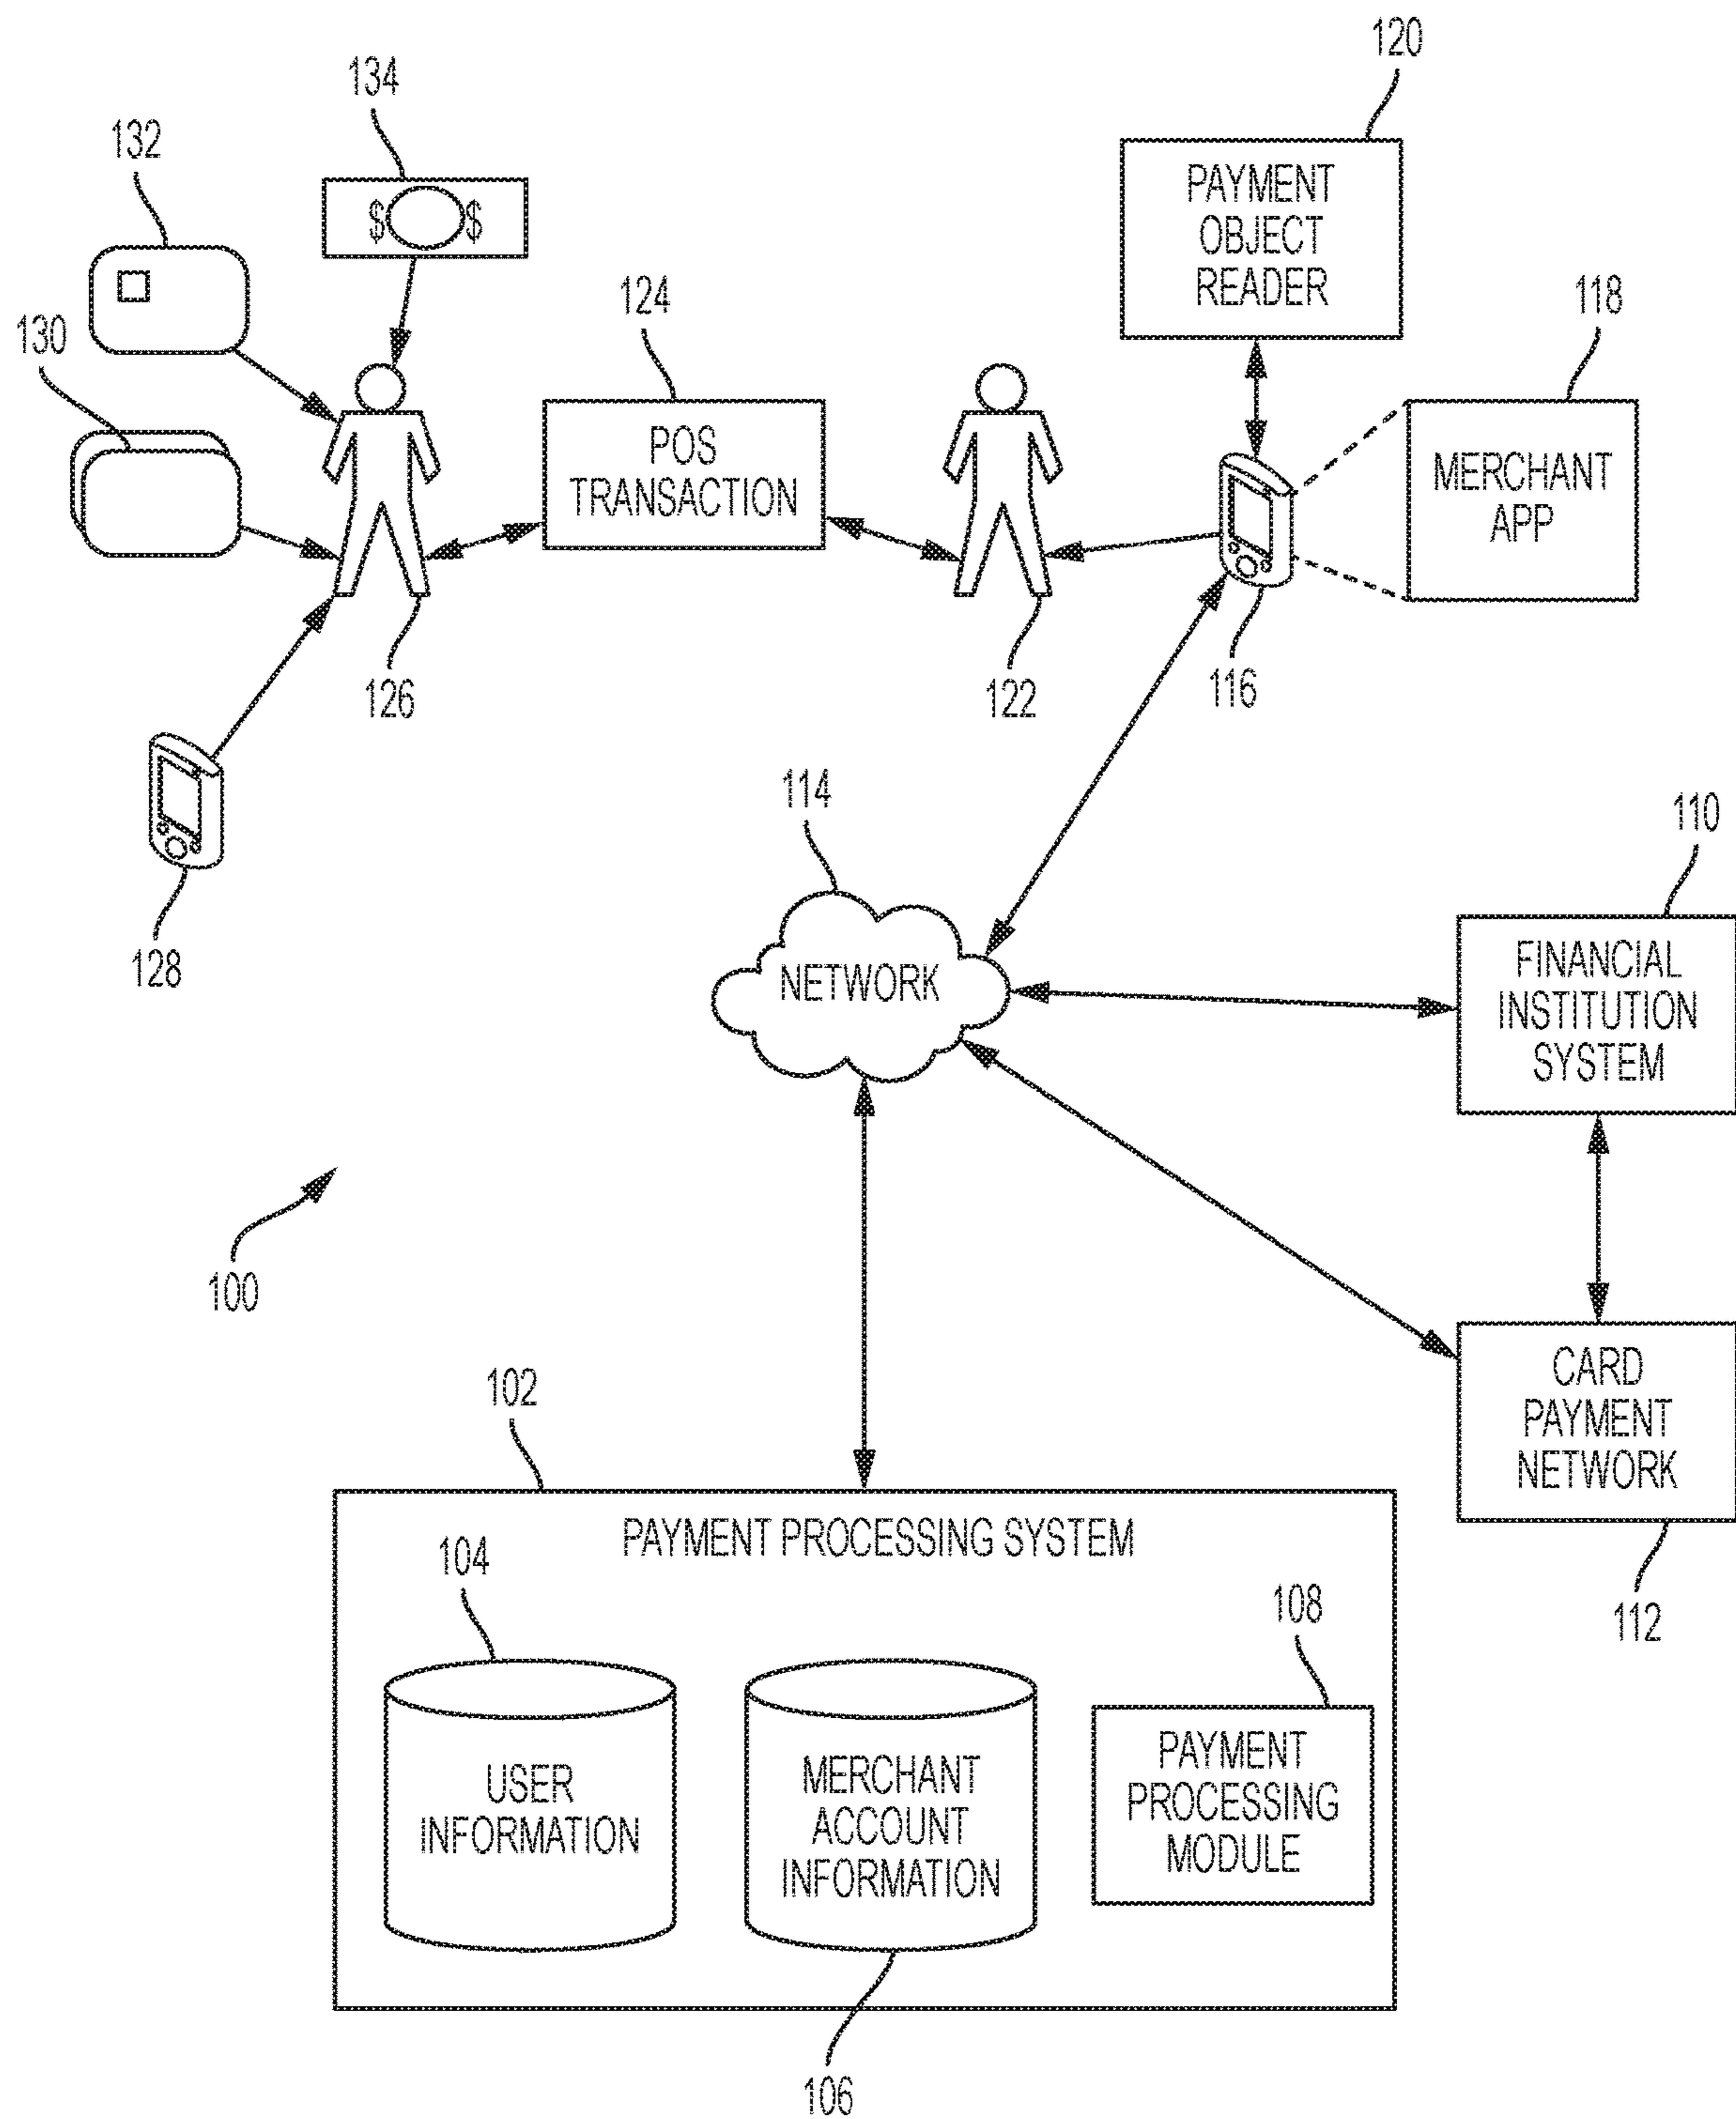 120
134
132
PAYMENT
OBJECT
READER
$ $
118
124
130
POS
TRANSACTION
MERCHANT
APP
126
122
116
114
110
128
NETWORK
FINANCIAL
INSTITUTION
SYSTEM
100
CARD
PAYMENT
NETWORK
102
112
PAYMENT PROCESSING SYSTEM
104
108
USER
INFORMATION
MERCHANT
ACCOUNT
INFORMATION
PAYMENT
PROCESSING
MODULE
106